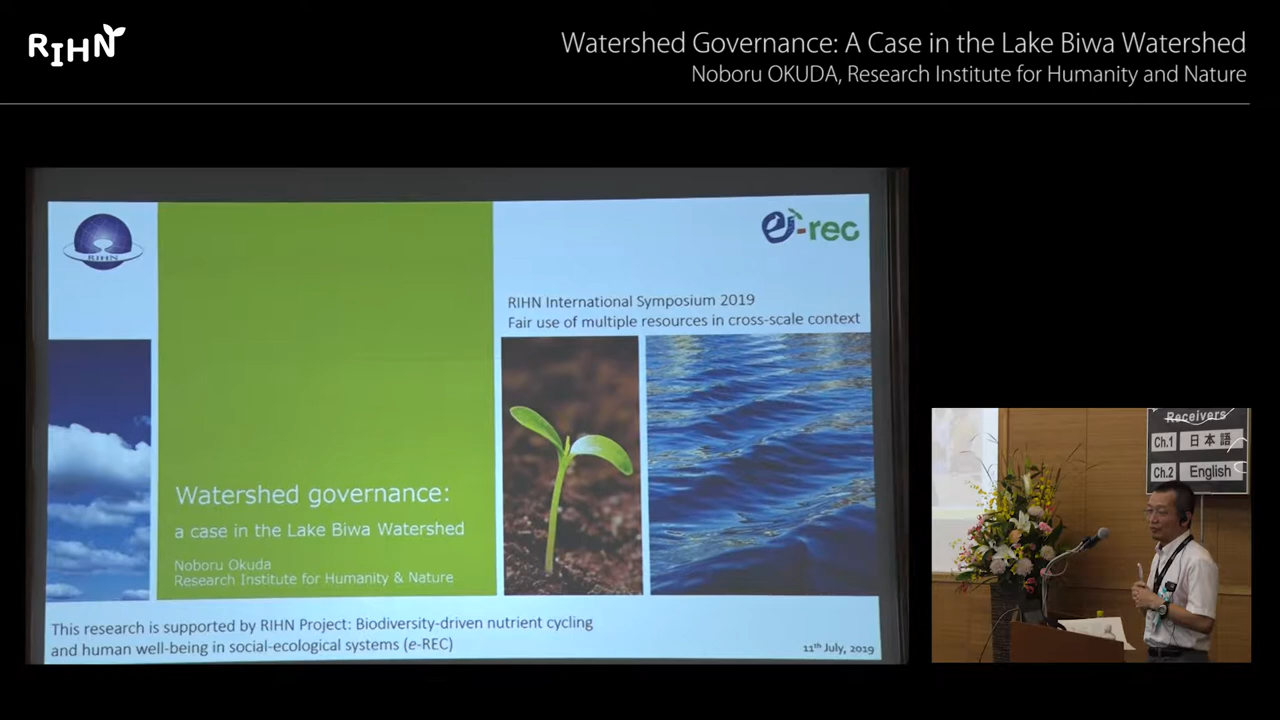 RIHN
Watershed Governance: A Case in the Lake Biwa Watershed
Noboru OKUDA, Research Institute for Humanity and Nature
RIHN
e-rec
RIHN International Symposium 2019
Fair use of multiple resources in cross-scale context
Watershed governance:
a case in the Lake Biwa Watershed
Noboru Okuda
Research Institute for Humanity & Nature
This research is supported by RIHN Project: Biodiversity-driven nutrient cycling
and human well-being in social-ecological systems (e-REC)
11th July, 2019
Receivers
Ch.1 日本語
Ch.2 English